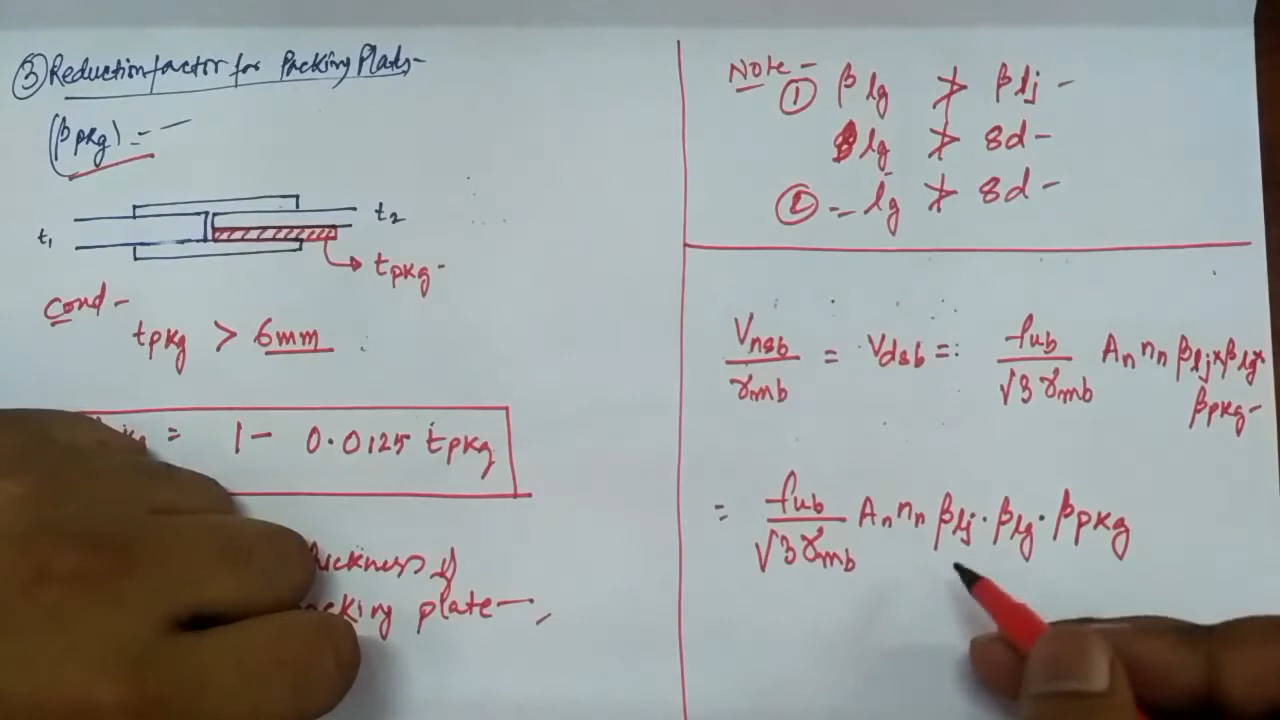 ③ Reduction factor for Packing Plates-
(βpkg) = -
t₁
t₂
tpkg-
Cond -
tpkg > 6mm
= 1 - 0.0125 tpkg
thickness of
packing plate-,
Note -
① βlg ≯ βlj -
lg ≯ 8d -
② - lg ≯ 8d -
Vnsb/γmb = Vdsb = fub/√3 γmb An nn βlj × βlg × βpkg-
= fub/√3 γmb An nn βlj . βlg . βpkg